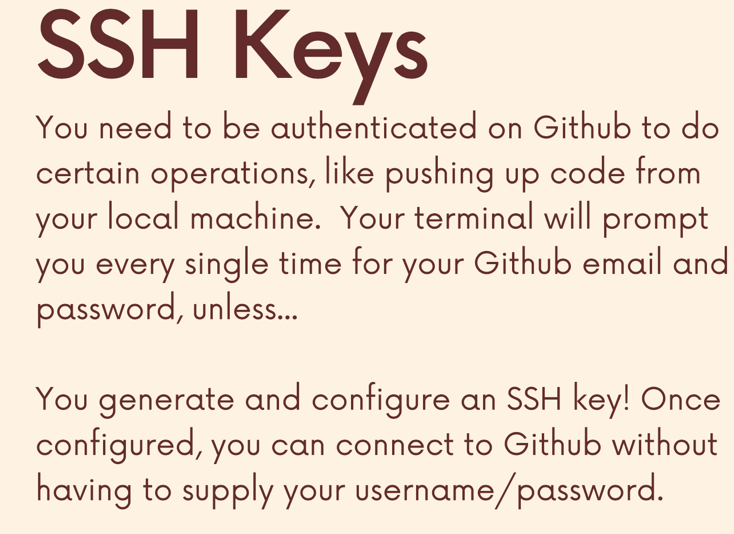 SSH Keys
You need to be authenticated on Github to do
certain operations, like pushing up code from
your local machine.  Your terminal will prompt
you every single time for your Github email and
password, unless...
You generate and configure an SSH key! Once
configured, you can connect to Github without
having to supply your username/password.